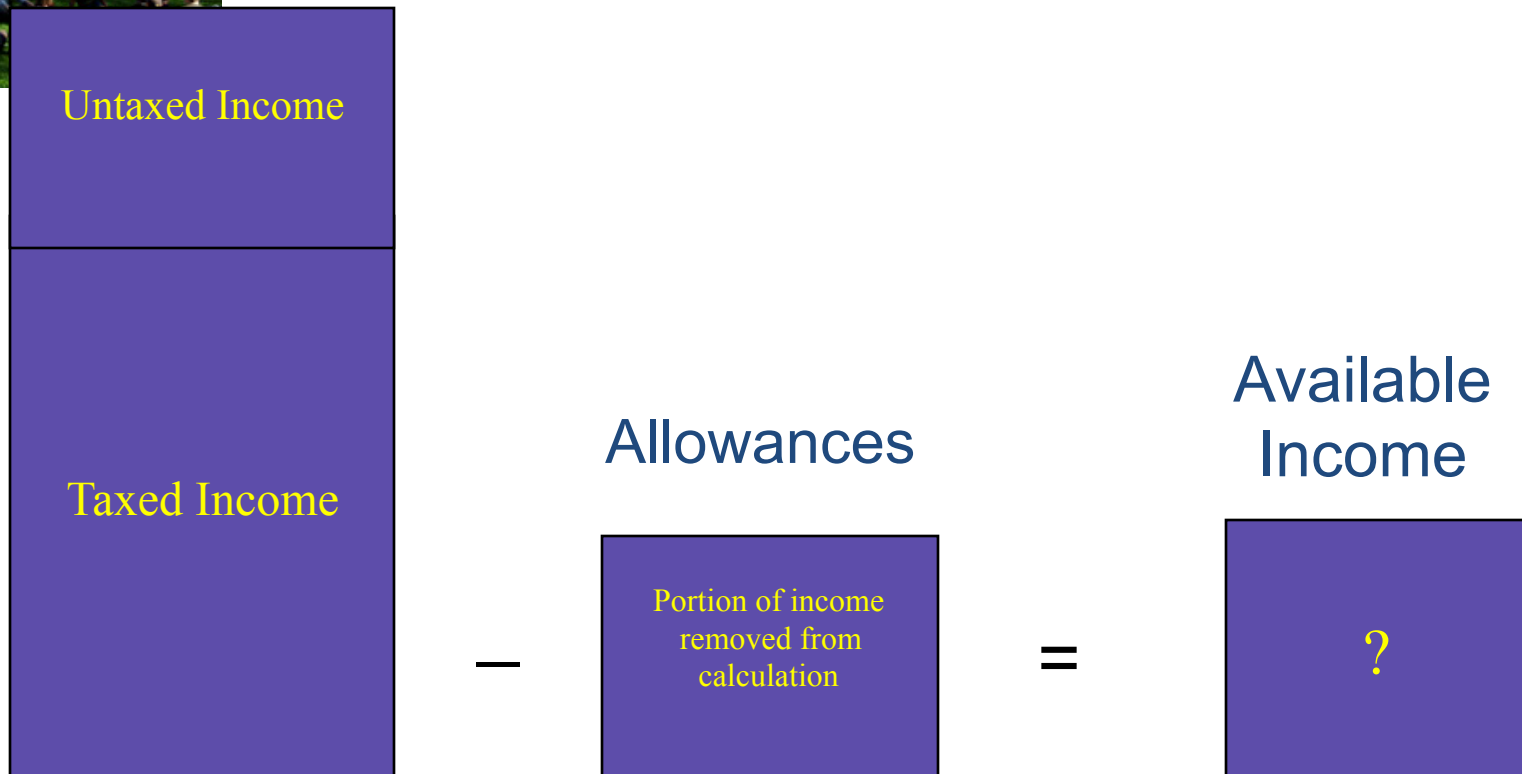 Untaxed Income
Taxed Income
–
Allowances
Portion of income
removed from
calculation
=
Available
Income
?